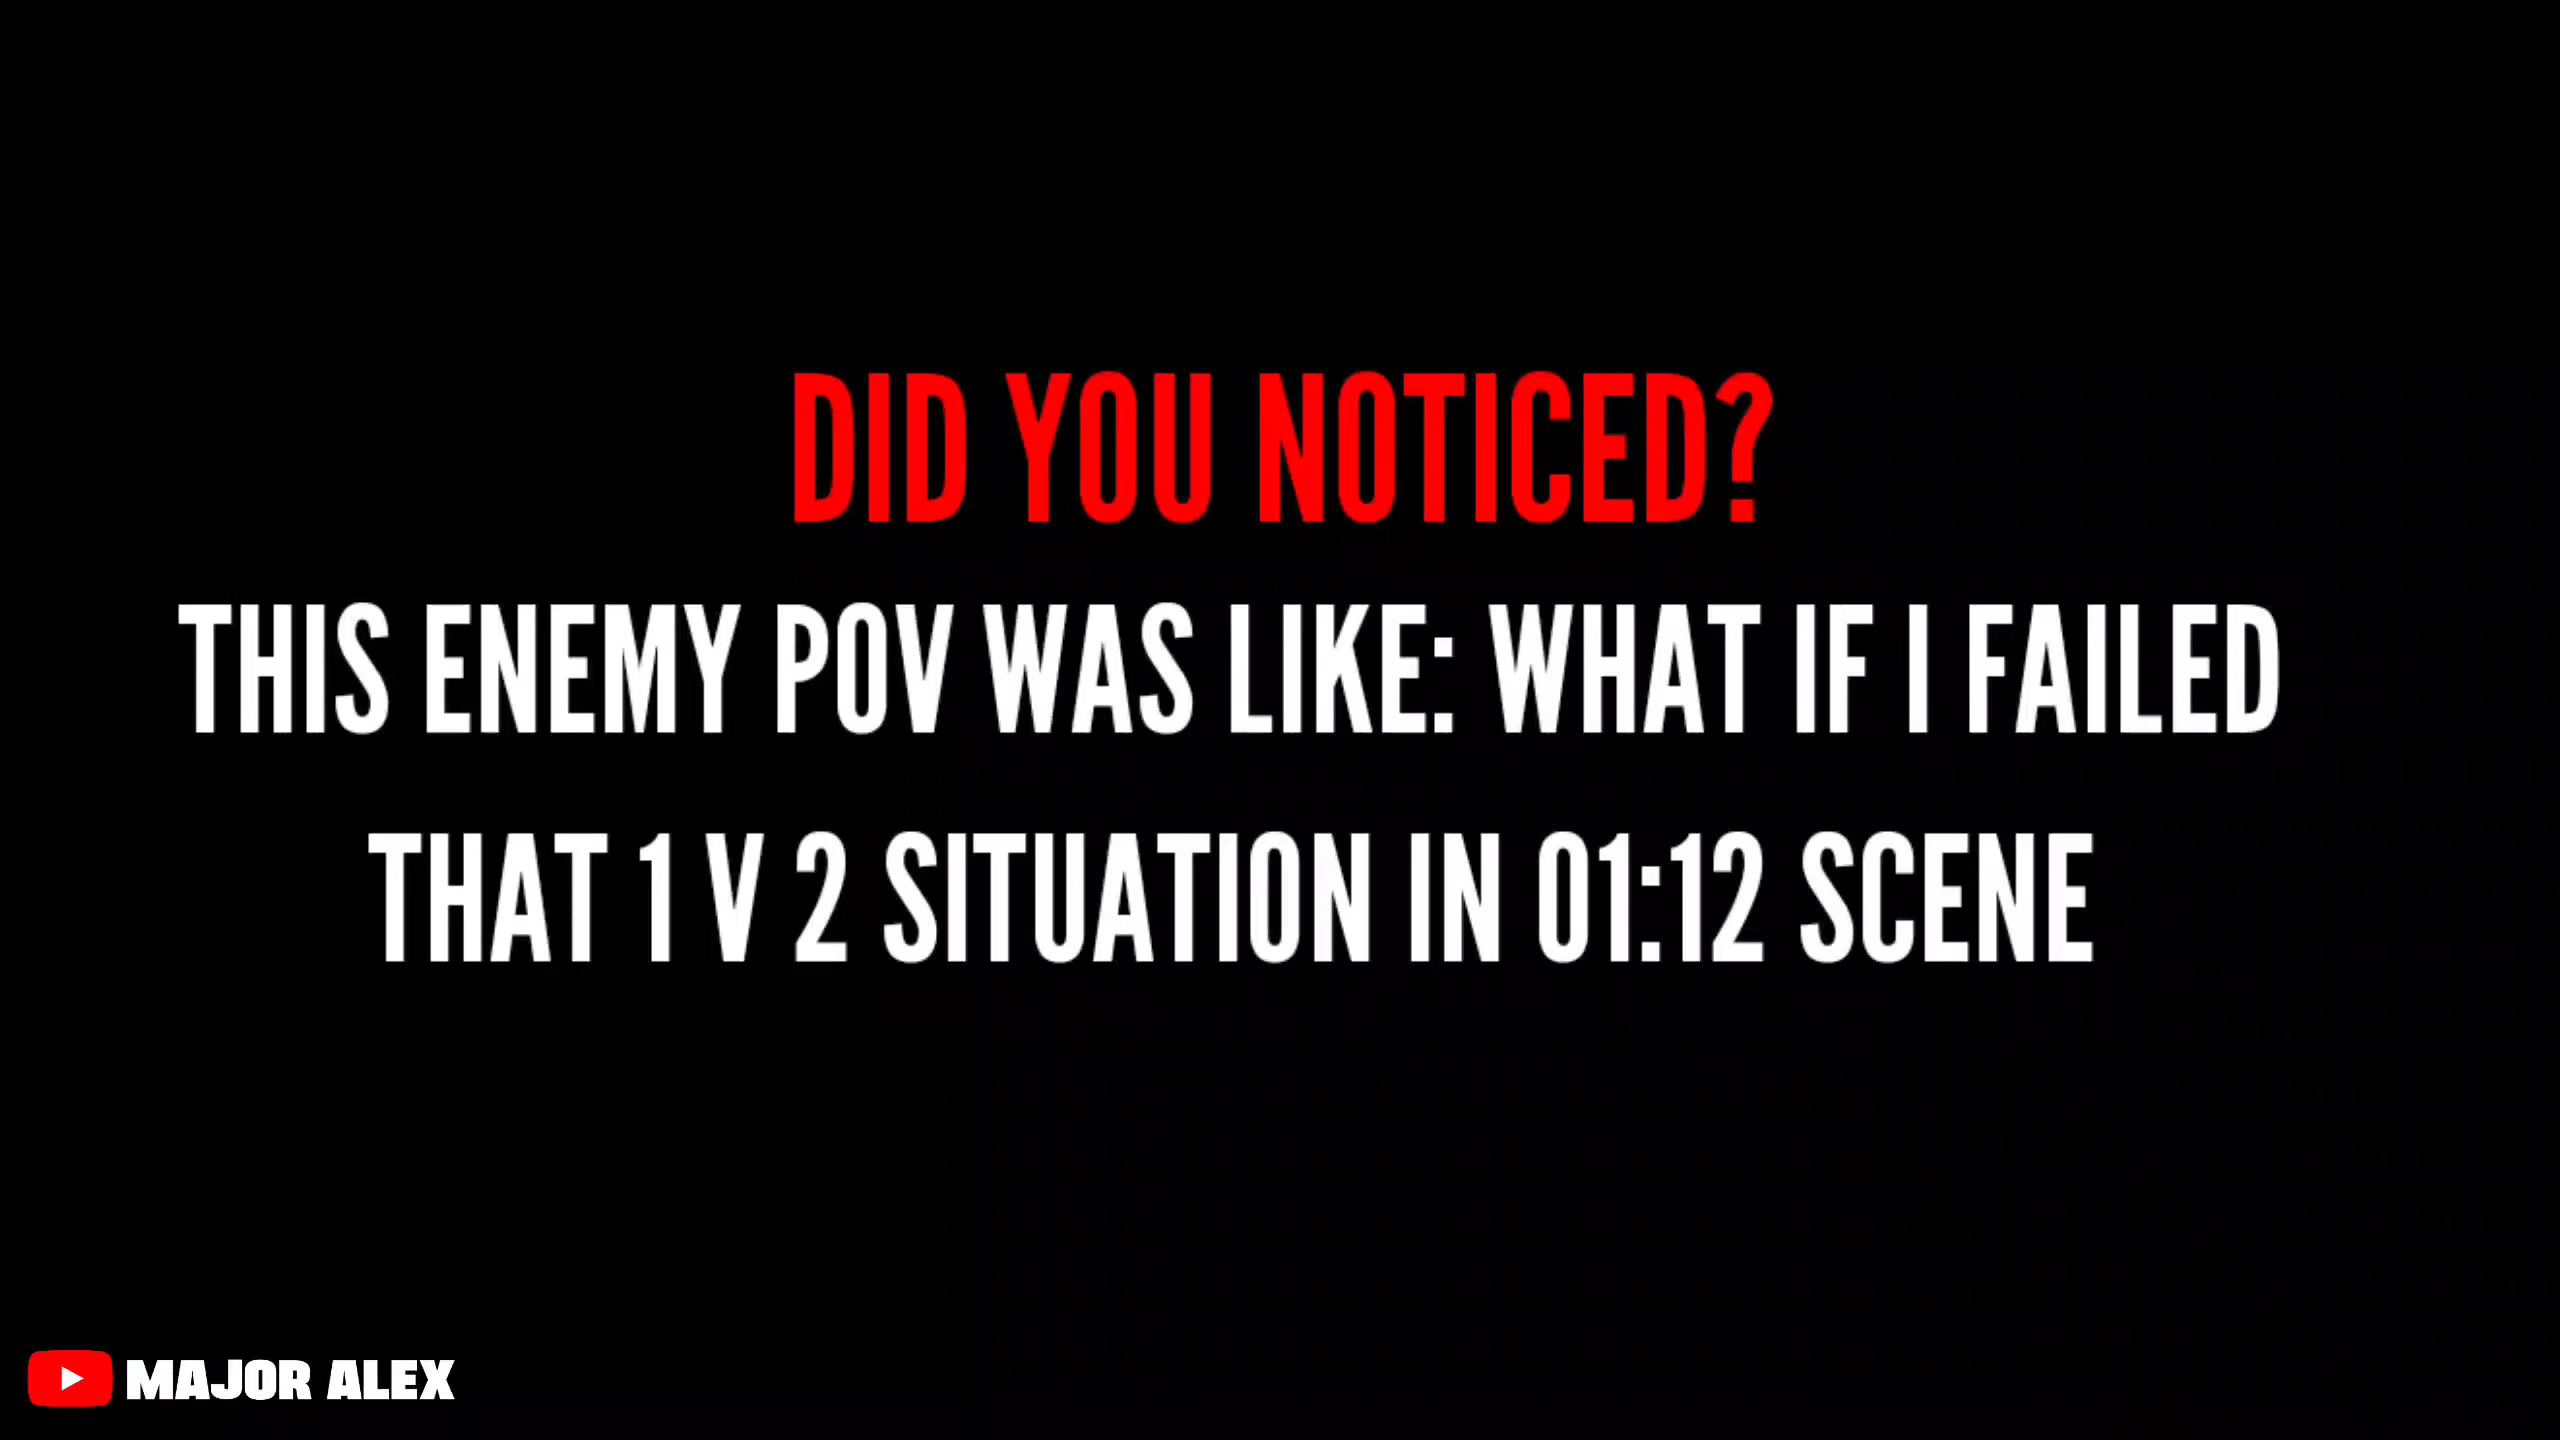 DID YOU NOTICED?
THIS ENEMY POV WAS LIKE: WHAT IF I FAILED
THAT 1 V 2 SITUATION IN 01:12 SCENE
MAJOR ALEX